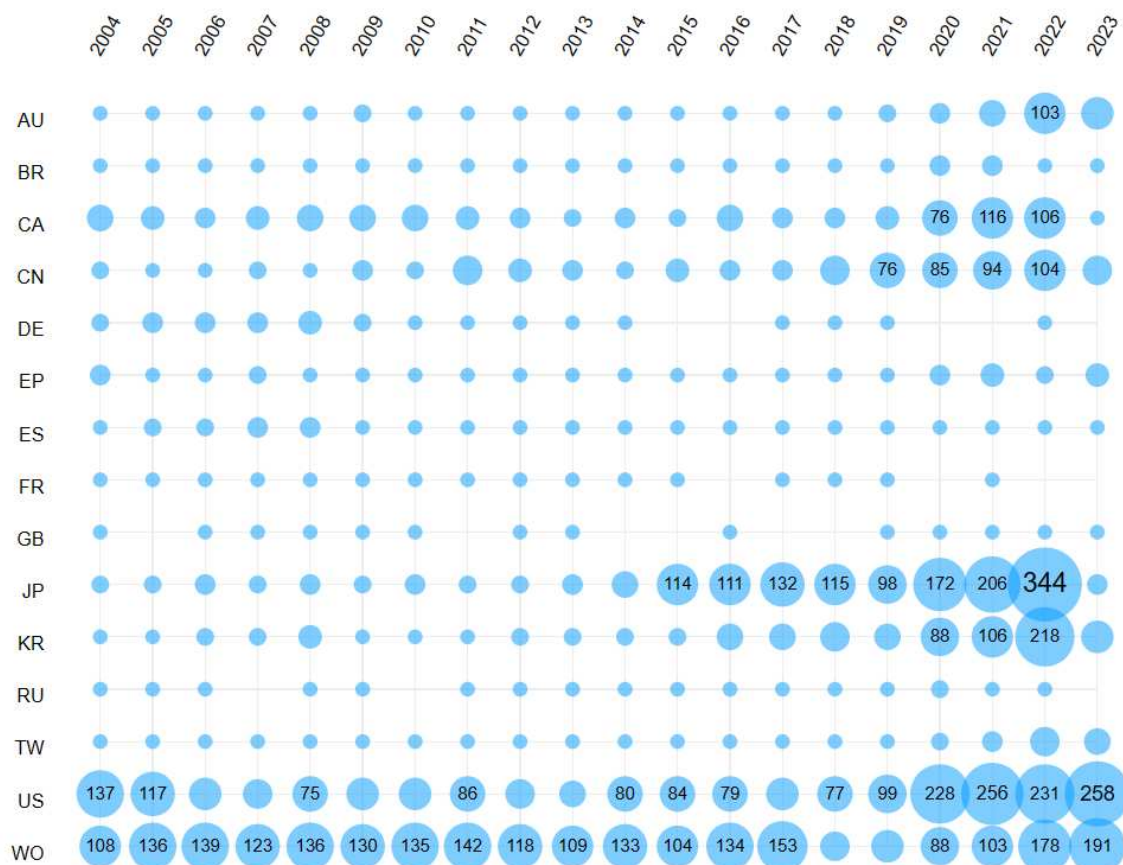 2004 2005 2006 2007 2008 2009 2010 2011 2012 2013 2014 2015 2016 2017 2018 2019 2020 2021 2022 2023
AU 103
BR
CA 76 116 106
CN 76 85 94 104
DE
EP
ES
FR
GB
JP 114 111 132 115 98 172 206 344
KR 88 106 218
RU
TW
US 137 117 75 86 80 84 79 77 99 228 256 231 258
WO 108 136 139 123 136 130 135 142 118 109 133 104 134 153 88 103 178 191